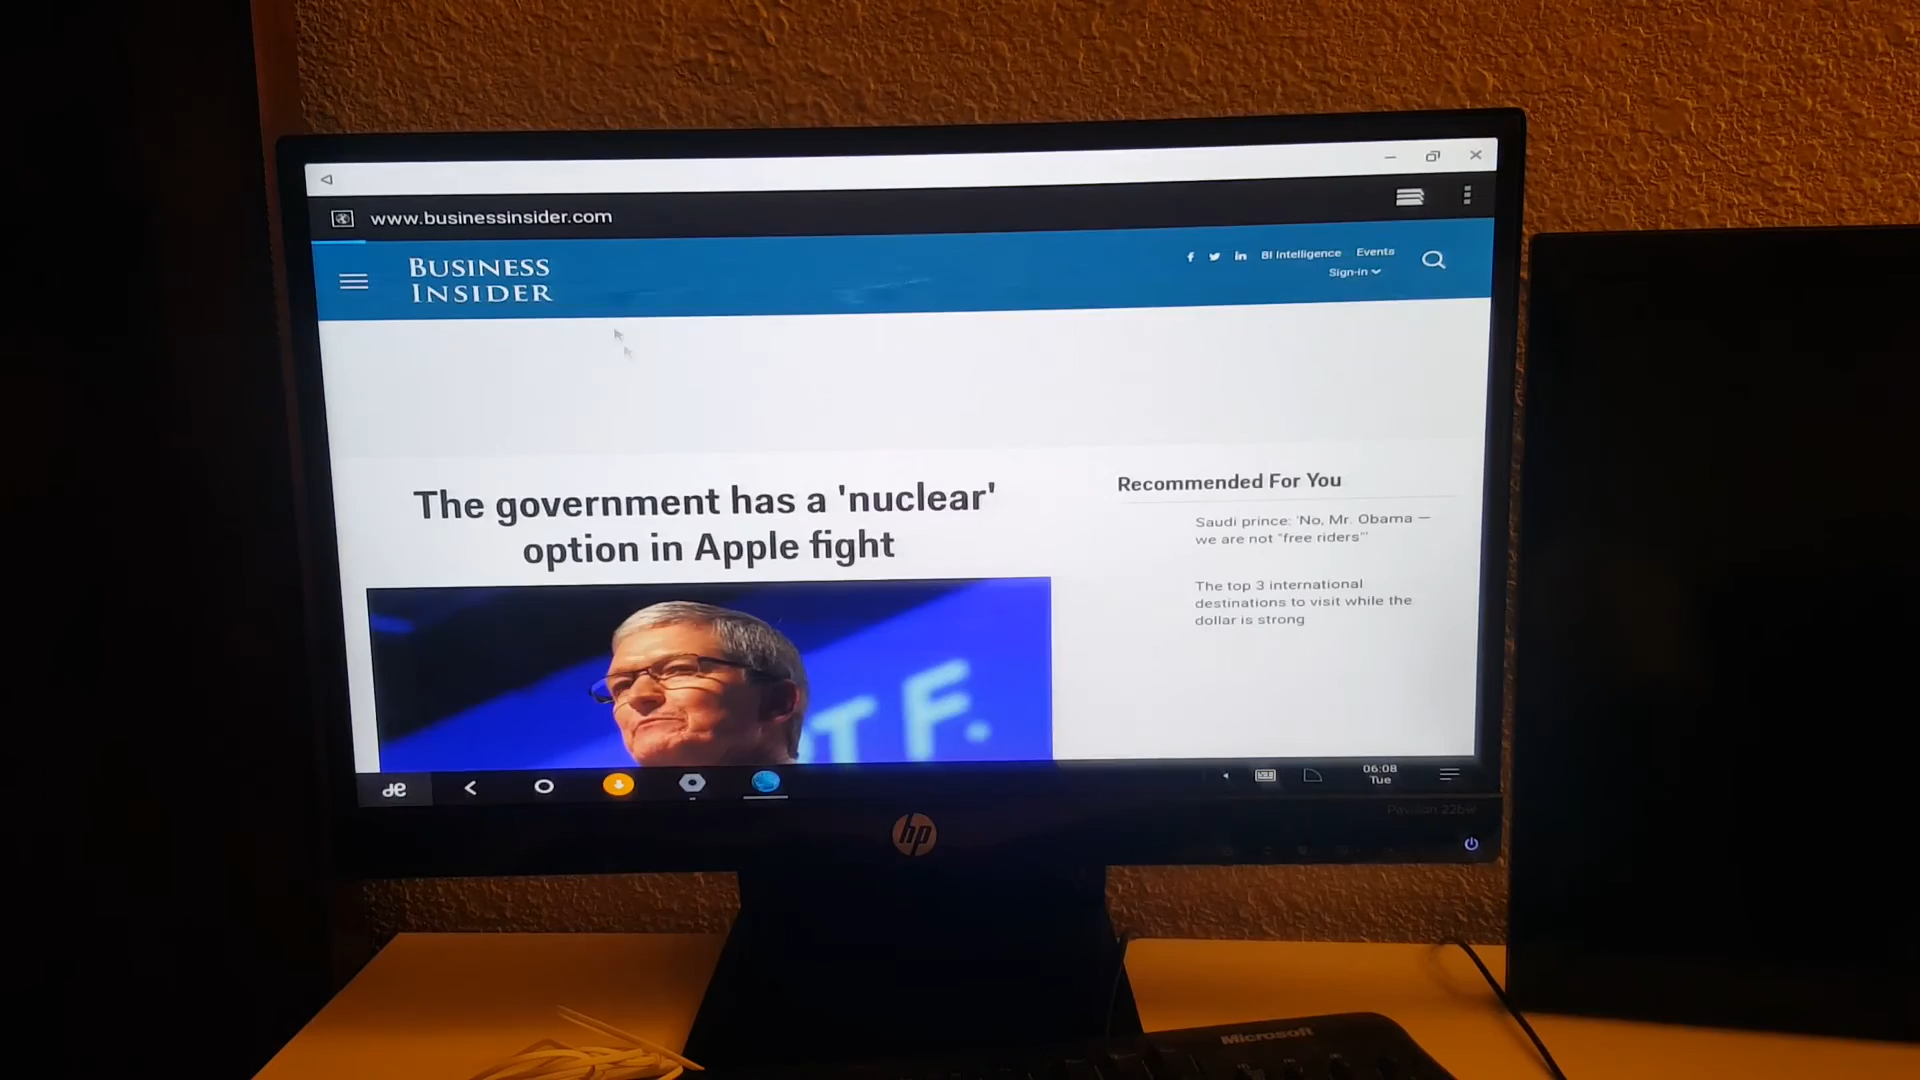 www.businessinsider.com
BUSINESS
INSIDER
f in BI Intelligence Events
Sign-in
The government has a 'nuclear'
option in Apple fight
Recommended For You
Saudi prince: 'No, Mr. Obama —
we are not "free riders"'
The top 3 international
destinations to visit while the
dollar is strong
T F.
06:08
Tue
hp
Microsoft